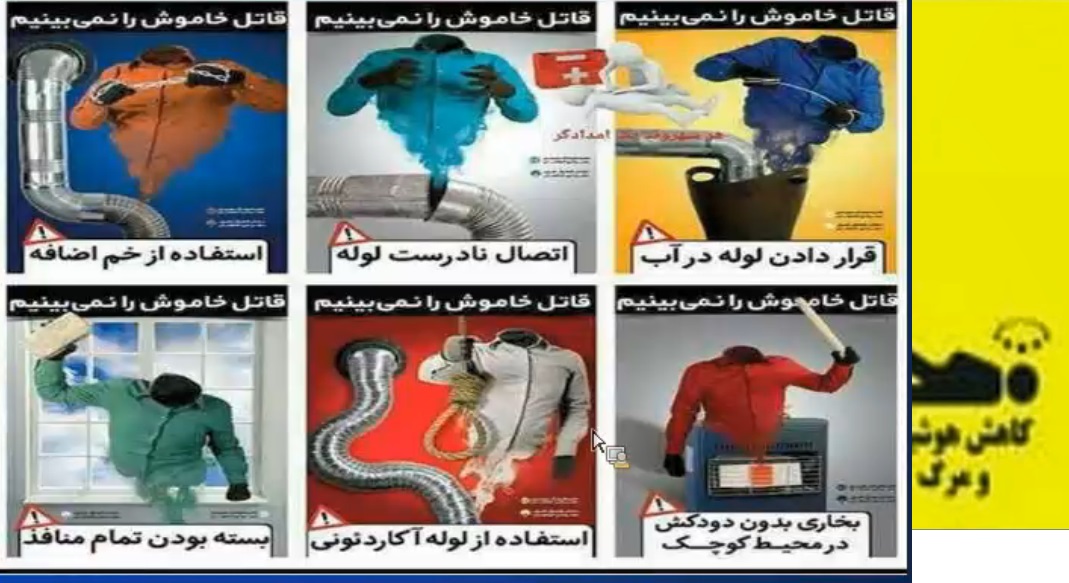 قاتل خاموش را نمی‌بینیم
قاتل خاموش را نمی‌بینیم
قاتل خاموش را نمی‌بینیم
هر شهروند یک امدادگر
قرار دادن لوله در آب
اتصال نادرست لوله
استفاده از خم اضافه
قاتل خاموش را نمی‌بینیم
قاتل خاموش را نمی‌بینیم
قاتل خاموش را نمی‌بینیم
بخاری بدون دودکش
در محیط کوچک
استفاده از لوله آکاردئونی
بسته بودن تمام منافذ
کاهش هوش
و مرگ